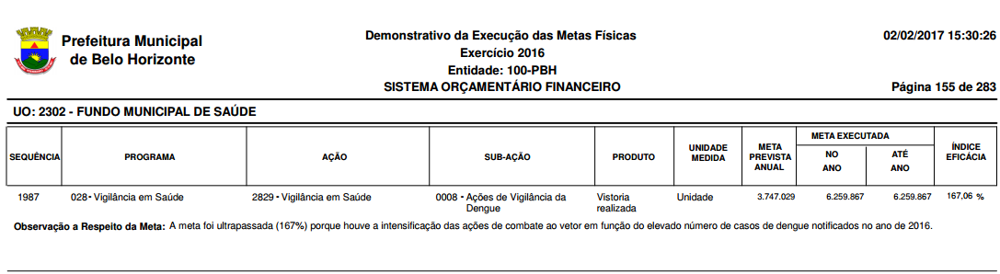 Prefeitura Municipal
de Belo Horizonte
Demonstrativo da Execução das Metas Físicas
Exercício 2016
Entidade: 100-PBH
SISTEMA ORÇAMENTÁRIO FINANCEIRO
02/02/2017 15:30:26
Página 155 de 283
UO: 2302 - FUNDO MUNICIPAL DE SAÚDE
SEQUÊNCIA PROGRAMA AÇÃO SUB-AÇÃO PRODUTO
UNIDADE
MEDIDA
META
PREVISTA
ANUAL
META EXECUTADA
NO
ANO
ATÉ
ANO
ÍNDICE
EFICÁCIA
1987 028 - Vigilância em Saúde 2829 - Vigilância em Saúde 0008 - Ações de Vigilância da Vistoria Unidade 3.747.029 6.259.867 6.259.867 167,06 %
Dengue realizada
Observação a Respeito da Meta: A meta foi ultrapassada (167%) porque houve a intensificação das ações de combate ao vetor em função do elevado número de casos de dengue notificados no ano de 2016.